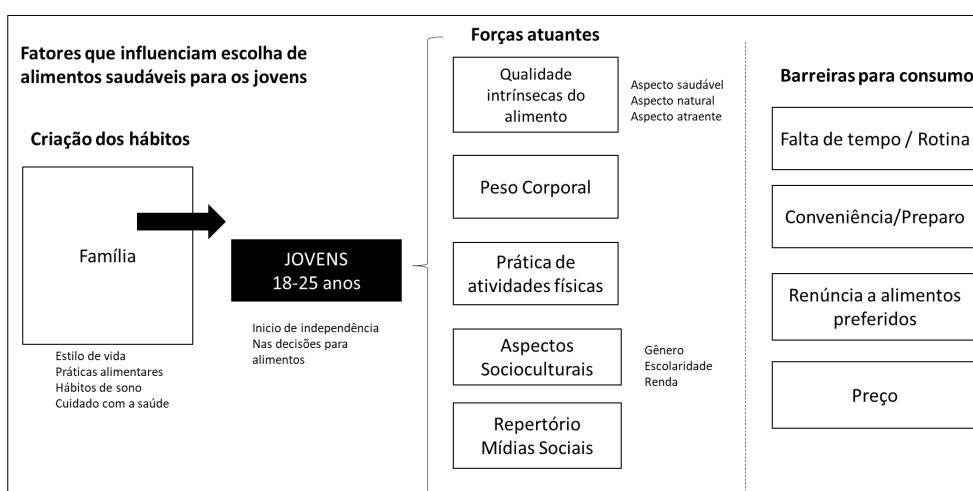 Fatores que influenciam escolha de
alimentos saudáveis para os jovens
Criação dos hábitos
Família
Estilo de vida
Práticas alimentares
Hábitos de sono
Cuidado com a saúde
JOVENS
18-25 anos
Inicio de independência
Nas decisões para
alimentos
Forças atuantes
Qualidade
intrínsecas do
alimento
Aspecto saudável
Aspecto natural
Aspecto atraente
Peso Corporal
Prática de
atividades físicas
Aspectos
Socioculturais
Gênero
Escolaridade
Renda
Repertório
Mídias Sociais
Barreiras para consumo
Falta de tempo / Rotina
Conveniência/Preparo
Renúncia a alimentos
preferidos
Preço